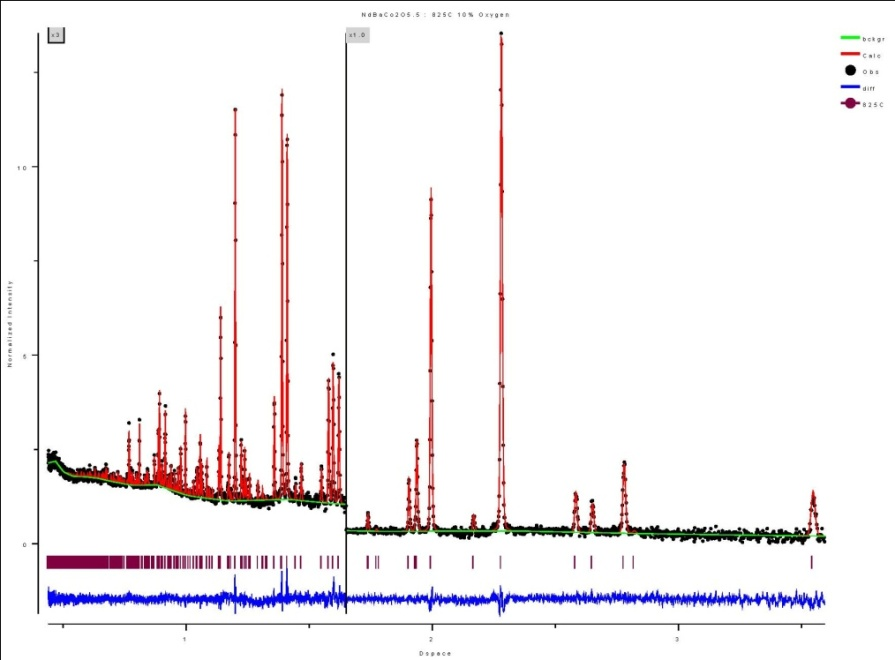 NdBaCo2O5.5 : 825C 10% Oxygen
x3
x1.0
bckgr
Calc
Obs
diff
825C
10
5
0
Normalized Intensity
1
2
3
Dspace